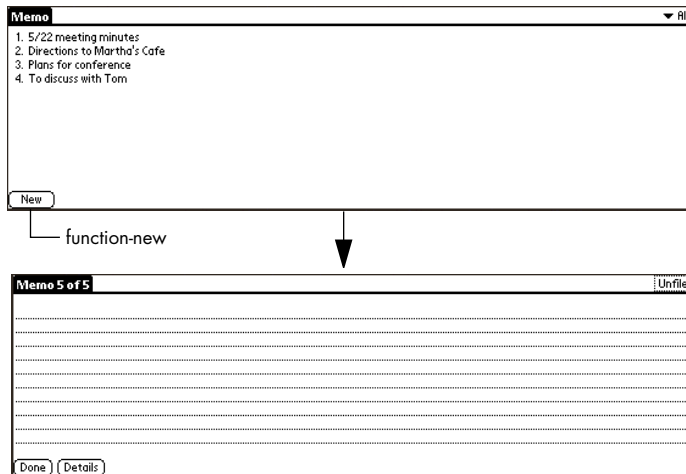 Memo Al
1. 5/22 meeting minutes
2. Directions to Martha's Cafe
3. Plans for conference
4. To discuss with Tom
New
function-new
Memo 5 of 5 Unfile
Done Details